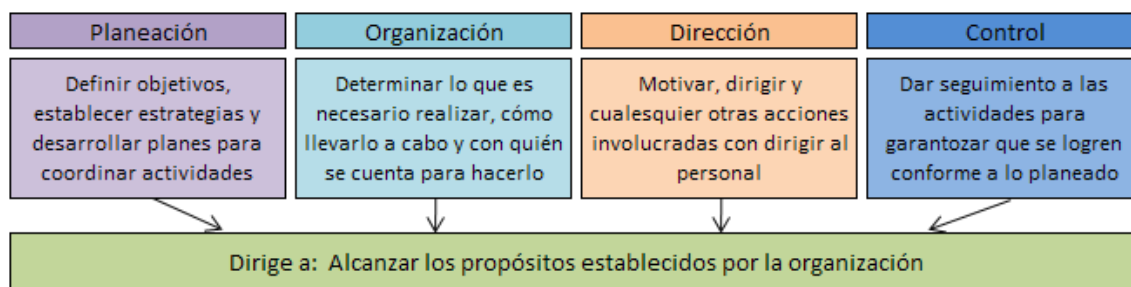 Planeación
Organización
Dirección
Control
Definir objetivos,
establecer estrategias y
desarrollar planes para
coordinar actividades
Determinar lo que es
necesario realizar, cómo
llevarlo a cabo y con quién
se cuenta para hacerlo
Motivar, dirigir y
cualesquier otras acciones
involucradas con dirigir al
personal
Dar seguimiento a las
actividades para
garantozar que se logren
conforme a lo planeado
Dirige a: Alcanzar los propósitos establecidos por la organización